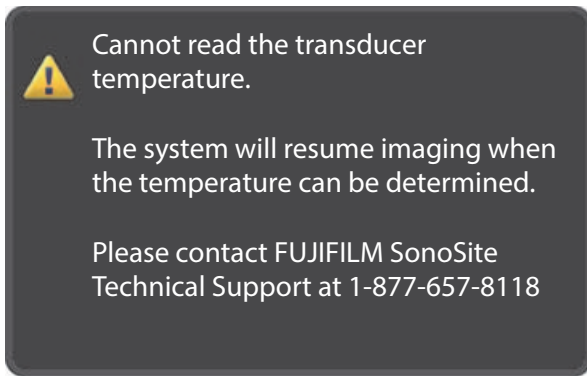 Cannot read the transducer
temperature.
The system will resume imaging when
the temperature can be determined.
Please contact FUJIFILM SonoSite
Technical Support at 1-877-657-8118